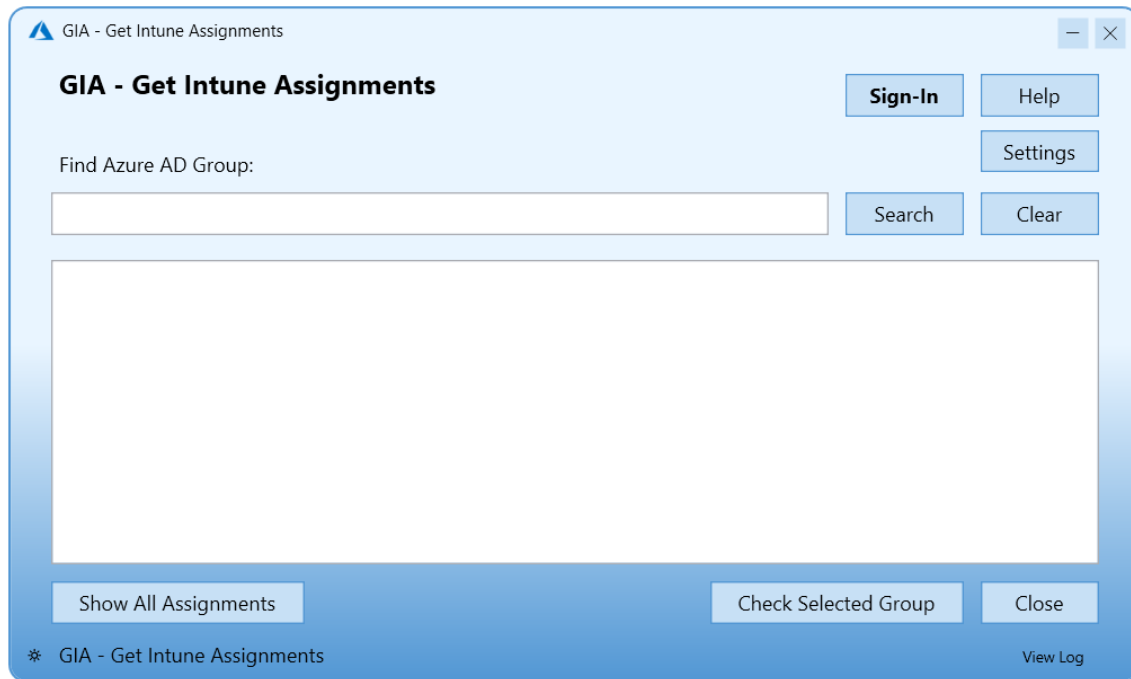 GIA - Get Intune Assignments
GIA - Get Intune Assignments
Sign-In
Help
Settings
Find Azure AD Group:
Search
Clear
Show All Assignments
Check Selected Group
Close
GIA - Get Intune Assignments
View Log